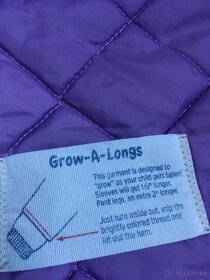 Grow-A-Longs
This garment is designed to
"grow" as your child gets taller!
Sleeves will get 1½" longer.
Pant legs, an extra 2" longer.
Just turn inside out, snip the
brightly colored thread and
let out the hem.